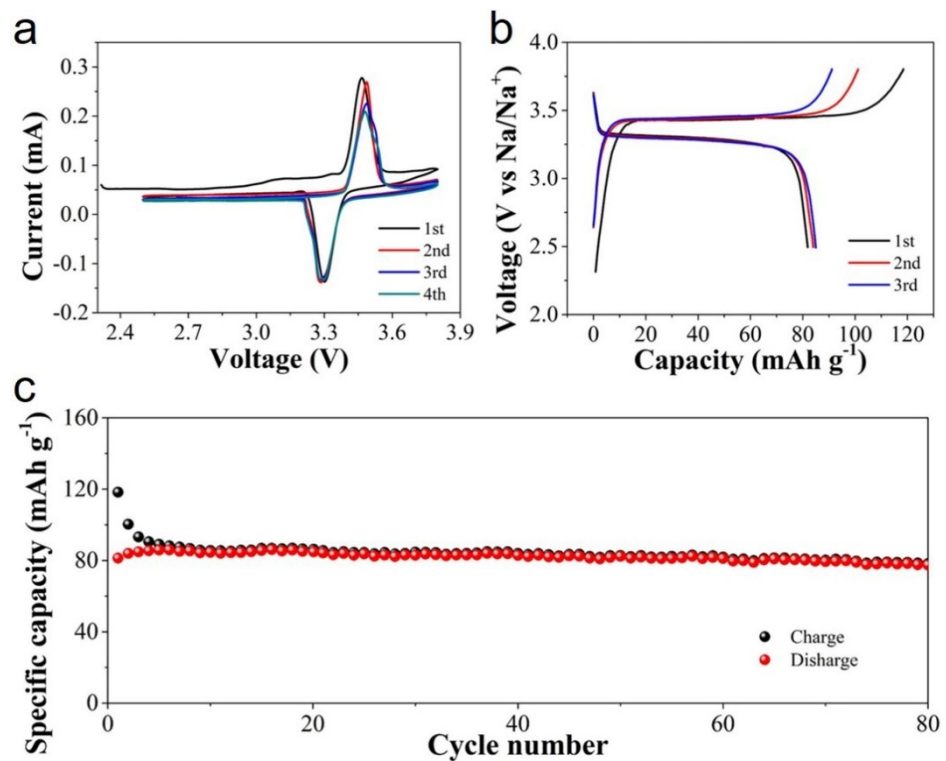 a
Current (mA)
0.3
0.2
0.1
0.0
-0.1
-0.2
1st
2nd
3rd
4th
2.4 2.7 3.0 3.3 3.6 3.9
Voltage (V)
b
Voltage (V vs Na/Na⁺)
4.0
3.5
3.0
2.5
2.0
1st
2nd
3rd
0 20 40 60 80 100 120
Capacity (mAh g⁻¹)
c
Specific capacity (mAh g⁻¹)
160
120
80
40
0
Charge
Disharge
0 20 40 60 80
Cycle number